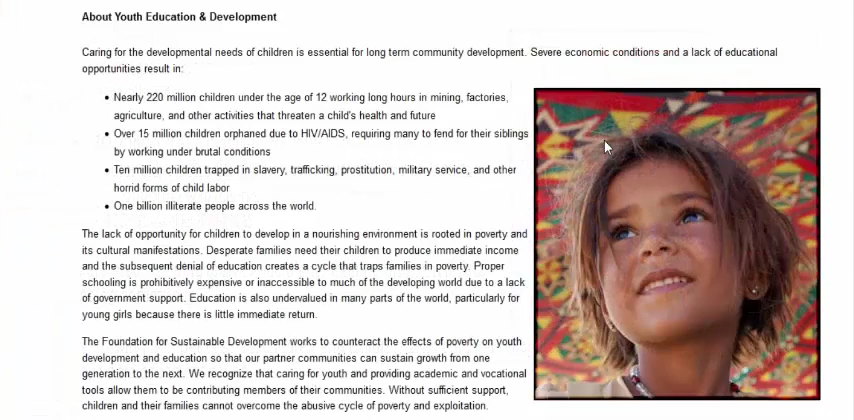 About Youth Education & Development
Caring for the developmental needs of children is essential for long term community development. Severe economic conditions and a lack of educational
opportunities result in:
• Nearly 220 million children under the age of 12 working long hours in mining, factories,
agriculture, and other activities that threaten a child's health and future
• Over 15 million children orphaned due to HIV/AIDS, requiring many to fend for their siblings
by working under brutal conditions
• Ten million children trapped in slavery, trafficking, prostitution, military service, and other
horrid forms of child labor
• One billion illiterate people across the world.
The lack of opportunity for children to develop in a nourishing environment is rooted in poverty and
its cultural manifestations. Desperate families need their children to produce immediate income
and the subsequent denial of education creates a cycle that traps families in poverty. Proper
schooling is prohibitively expensive or inaccessible to much of the developing world due to a lack
of government support. Education is also undervalued in many parts of the world, particularly for
young girls because there is little immediate return.
The Foundation for Sustainable Development works to counteract the effects of poverty on youth
development and education so that our partner communities can sustain growth from one
generation to the next. We recognize that caring for youth and providing academic and vocational
tools allow them to be contributing members of their communities. Without sufficient support,
children and their families cannot overcome the abusive cycle of poverty and exploitation.